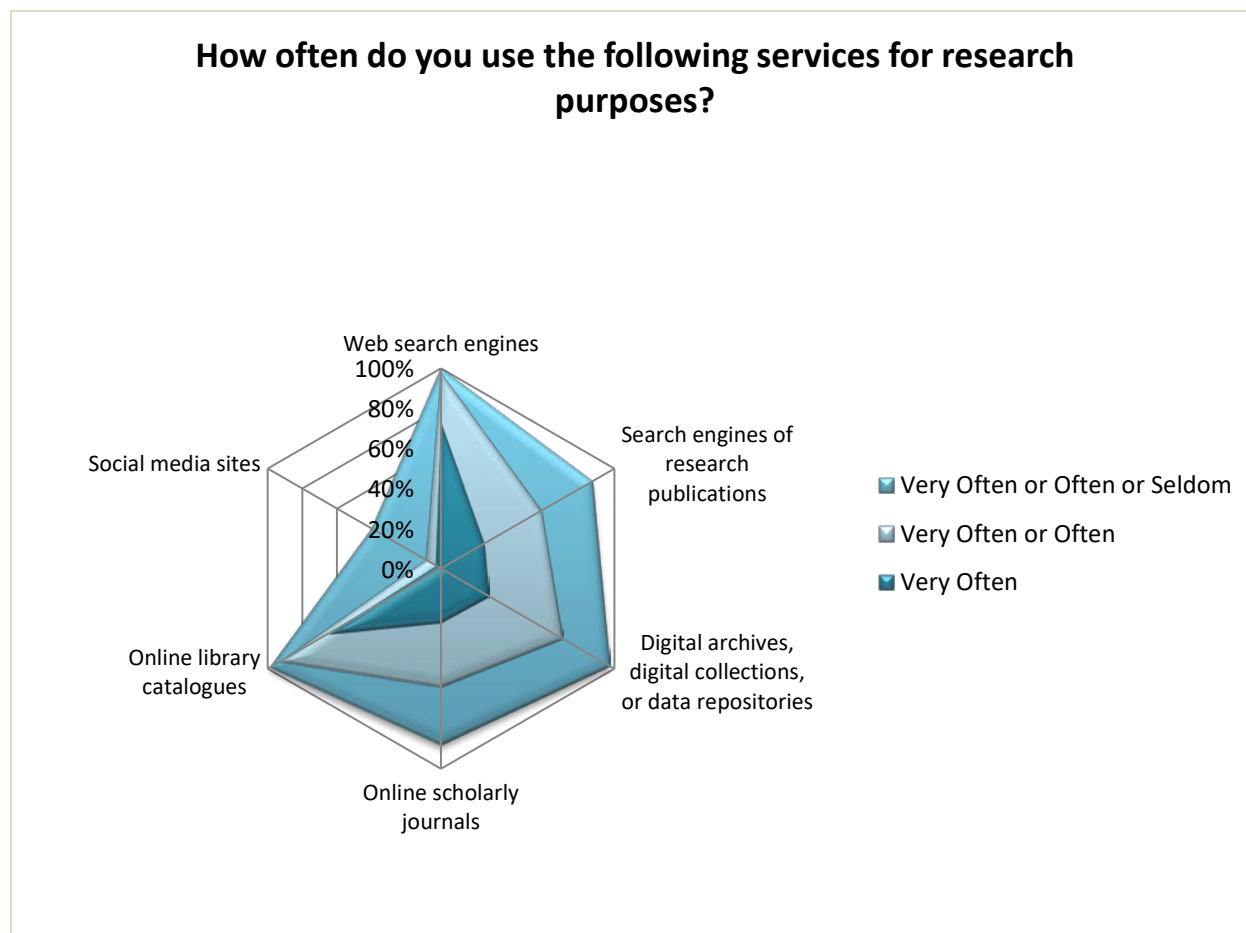 How often do you use the following services for research
purposes?
Web search engines
100%
80%
60%
40%
20%
0%
Search engines of
research
publications
Digital archives,
digital collections,
or data repositories
Online scholarly
journals
Online library
catalogues
Social media sites
Very Often or Often or Seldom
Very Often or Often
Very Often